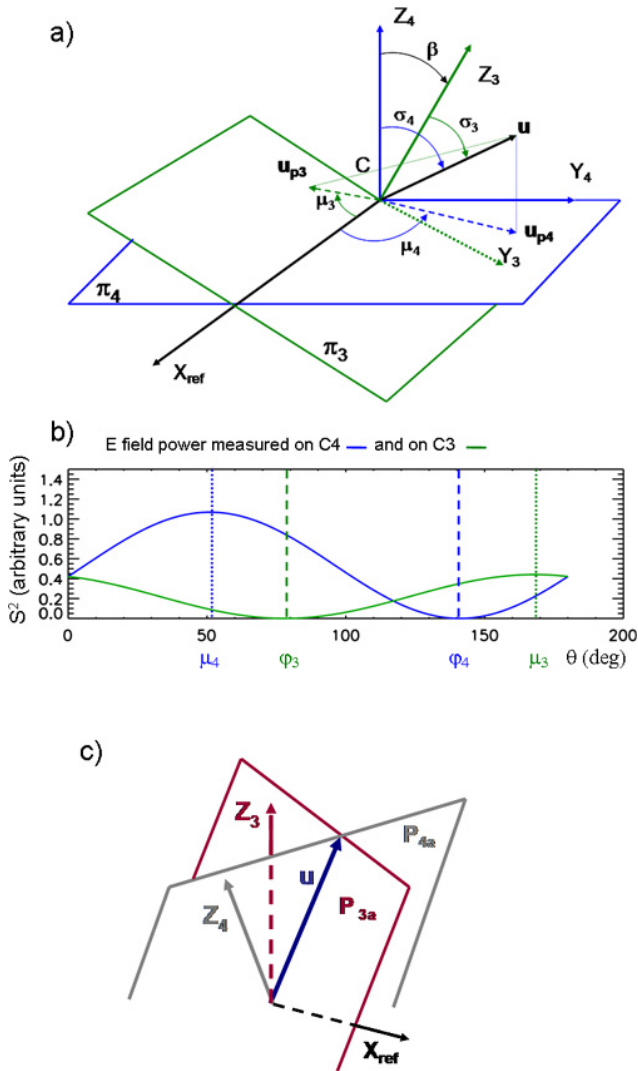 a)
Z4
β
Z3
σ4
σ3
u
C
up3
Y4
μ3
up4
μ4
Y3
π4
π3
Xref
b)
E field power measured on C4 and on C3
S² (arbitrary units)
1.4
1.2
1.0
0.8
0.6
0.4
0.2
0.0
0 50 100 150 200
μ4 φ3 φ4 μ3 θ (deg)
c)
Z3
P4a
u
P3a
Z4
Xref